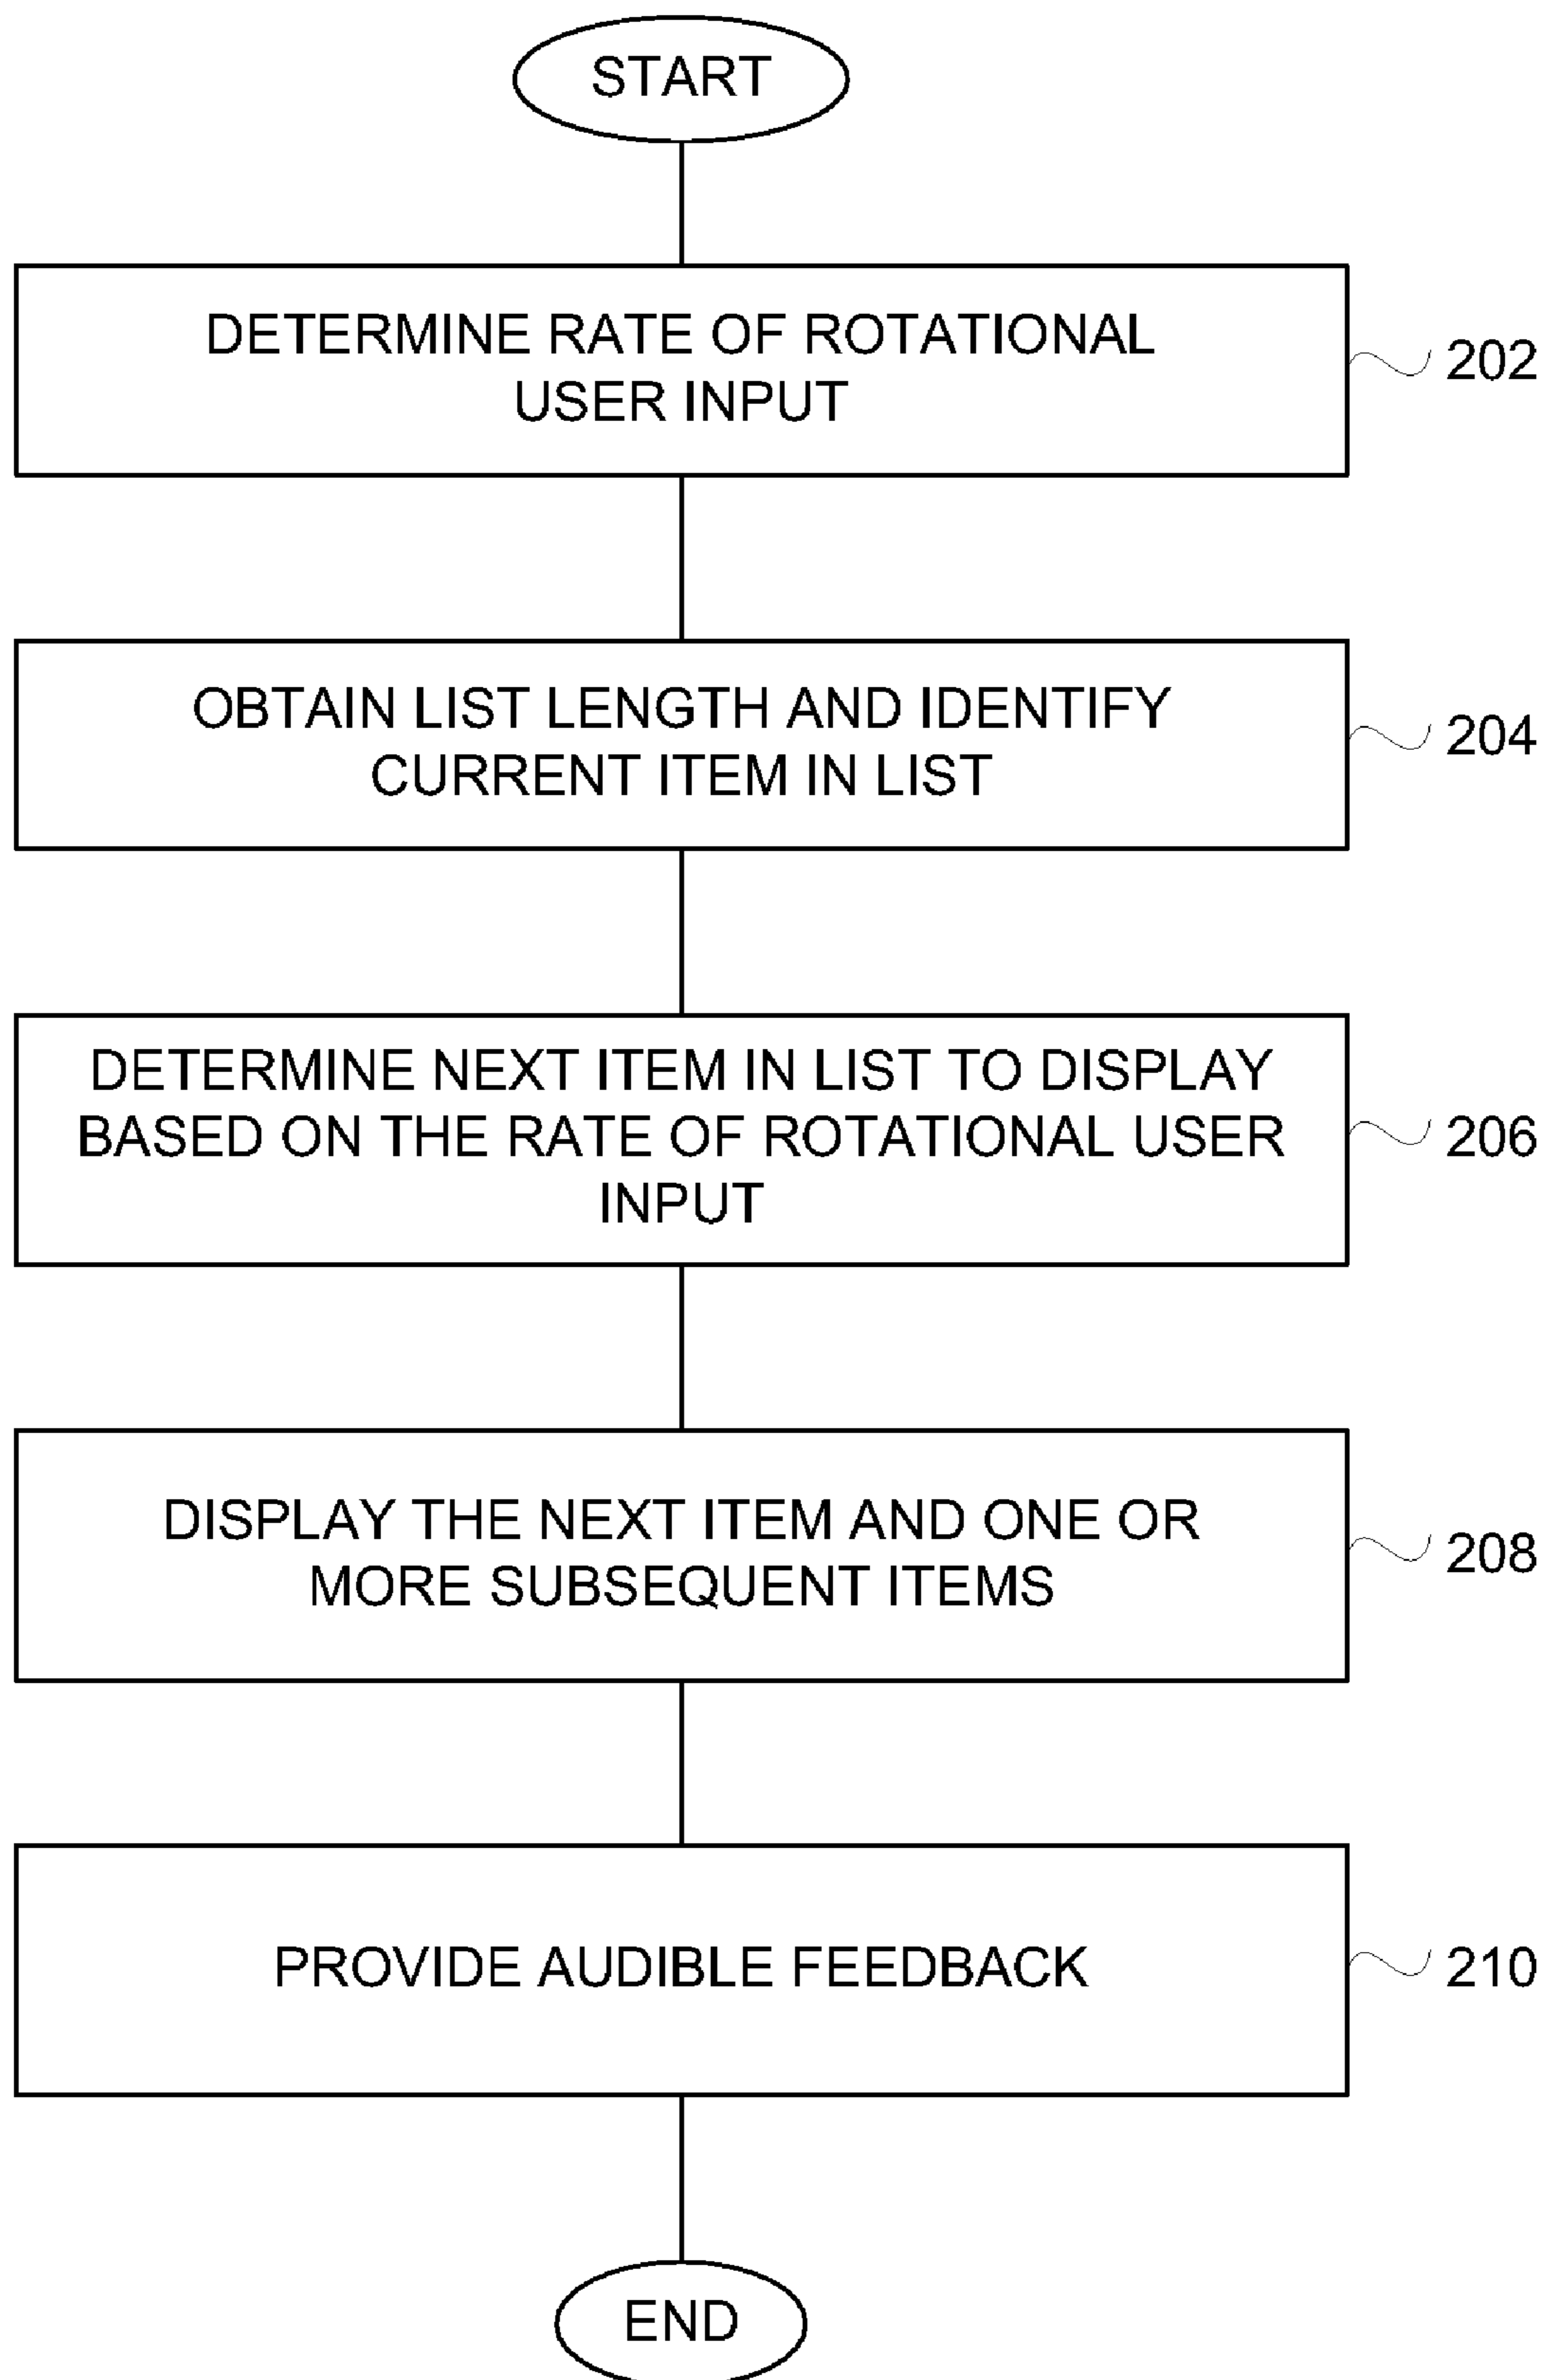 START
DETERMINE RATE OF ROTATIONAL
USER INPUT
202
OBTAIN LIST LENGTH AND IDENTIFY
CURRENT ITEM IN LIST
204
DETERMINE NEXT ITEM IN LIST TO DISPLAY
BASED ON THE RATE OF ROTATIONAL USER
INPUT
206
DISPLAY THE NEXT ITEM AND ONE OR
MORE SUBSEQUENT ITEMS
208
PROVIDE AUDIBLE FEEDBACK
210
END